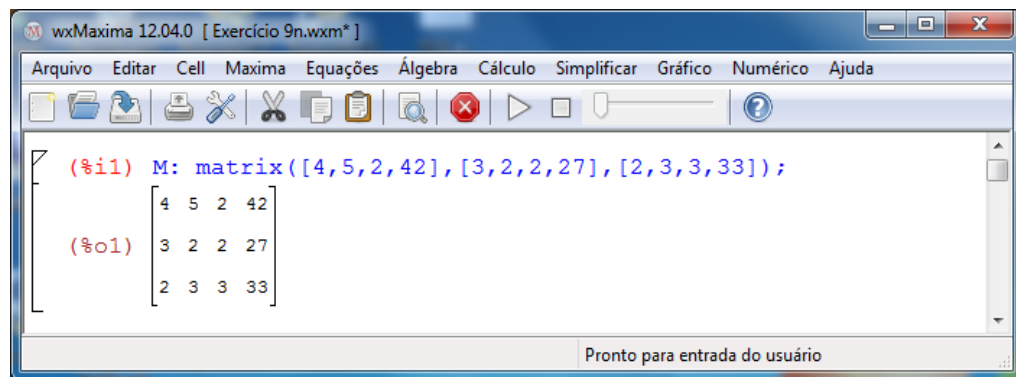 wxMaxima 12.04.0 [ Exercício 9n.wxm* ]
Arquivo Editar Cell Maxima Equações Álgebra Cálculo Simplificar Gráfico Numérico Ajuda
(%i1) M: matrix([4,5,2,42],[3,2,2,27],[2,3,3,33]);
4 5 2 42
(%o1) 3 2 2 27
2 3 3 33
Pronto para entrada do usuário